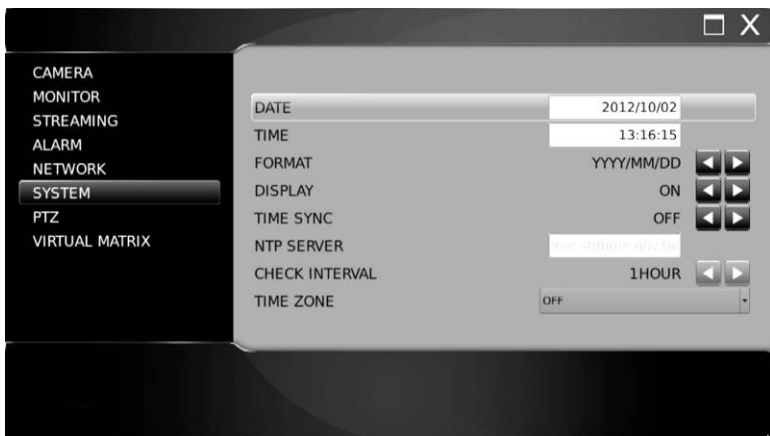 CAMERA
MONITOR
STREAMING
ALARM
NETWORK
SYSTEM
PTZ
VIRTUAL MATRIX
DATE 2012/10/02
TIME 13:16:15
FORMAT YYYY/MM/DD
DISPLAY ON
TIME SYNC OFF
NTP SERVER
CHECK INTERVAL 1HOUR
TIME ZONE OFF